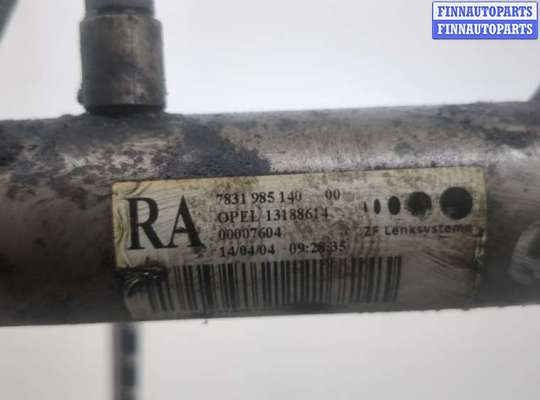 FINNAUTOPARTS
FINNAUTOPARTS
RA
7831 985 140 00
OPEL 13188614
00007604
14/04/04 09:28:35
ZF Lenksysteme